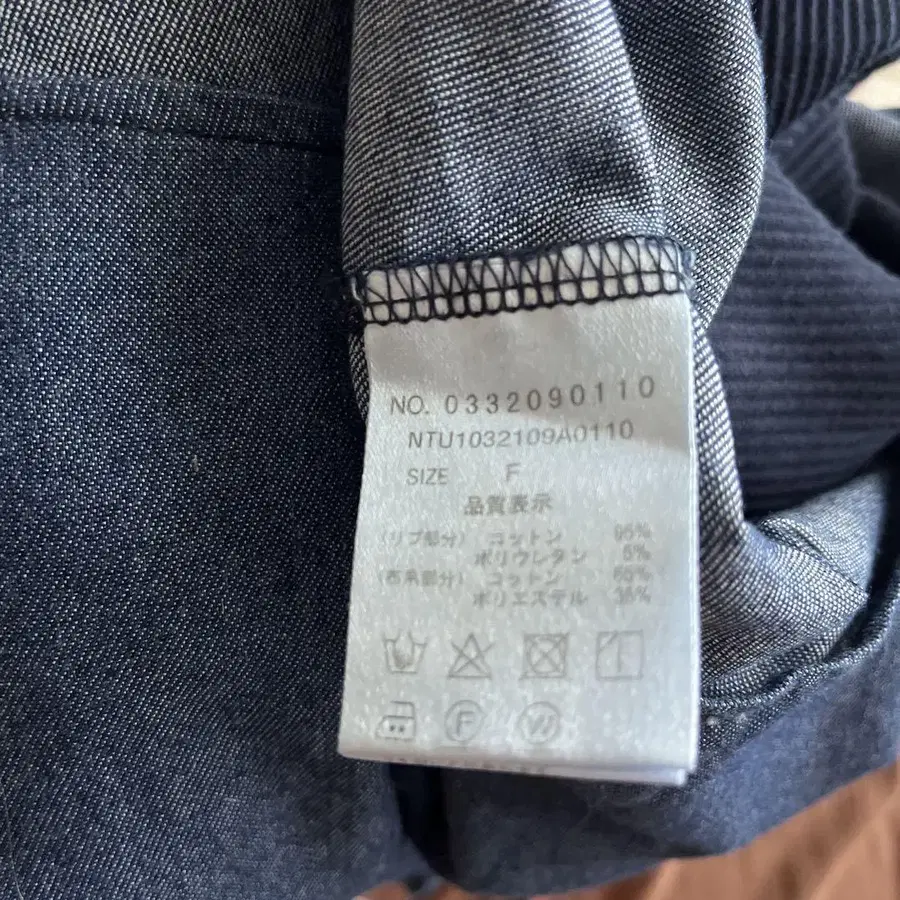 NO. 0332090110
NTU1032109A0110
SIZE F
品質表示
(リブ部分) コットン 95%
ポリウレタン 5%
(布帛部分) コットン 65%
ポリエステル 35%
F W